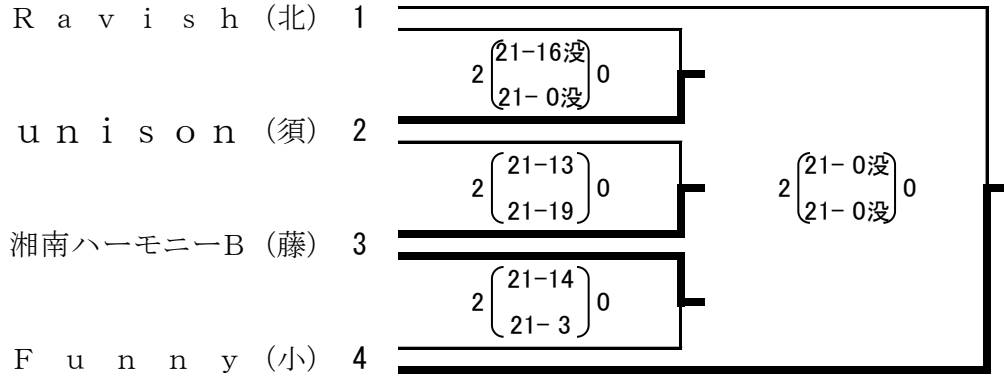 Ｒａｖｉｓｈ（北） 1
2 21-16没 0
21- 0没
ｕｎｉｓｏｎ（須） 2
2 21-13 0
21-19
2 21- 0没 0
21- 0没
湘南ハーモニーB（藤） 3
2 21-14 0
21- 3
Ｆｕｎｎｙ（小） 4